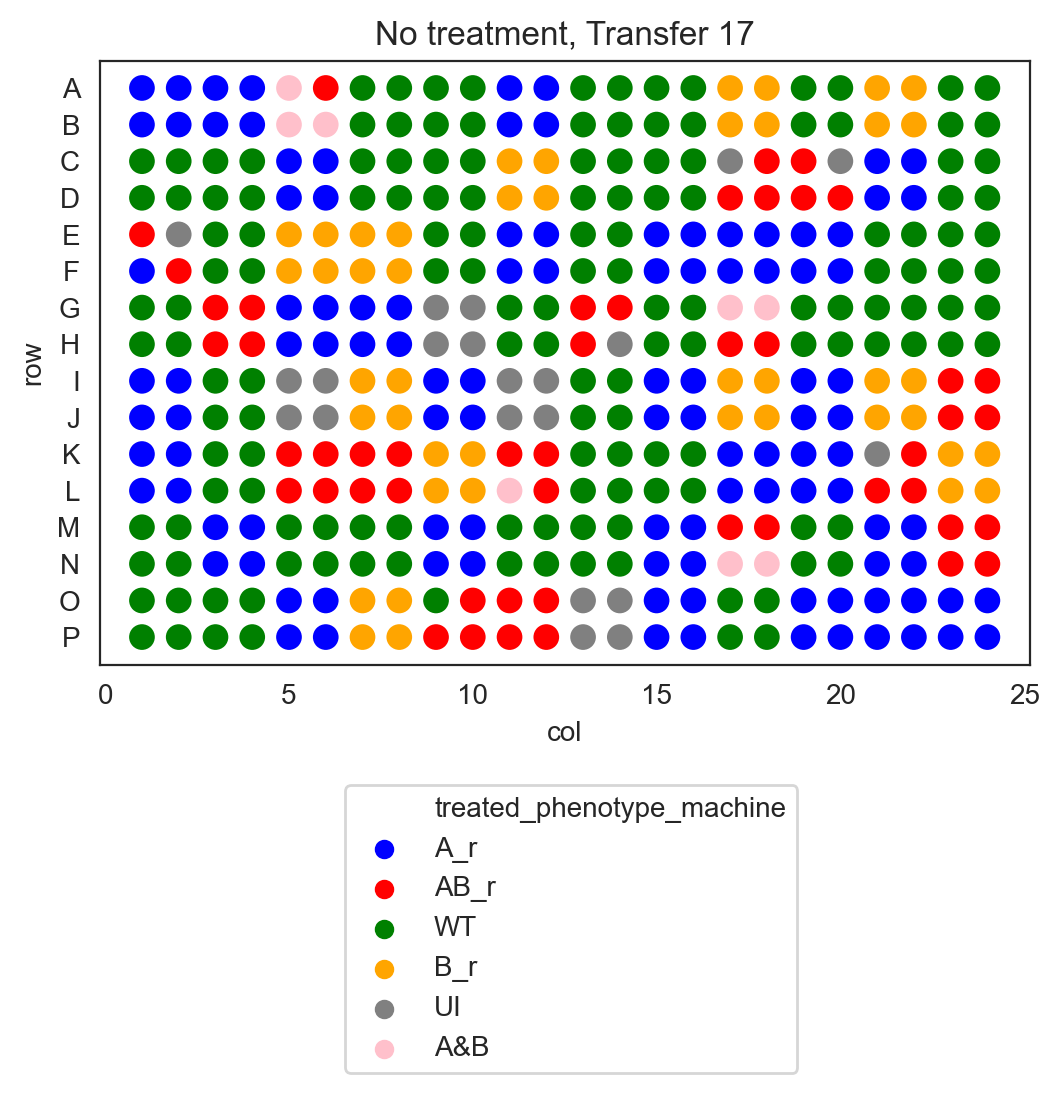 No treatment, Transfer 17
A
B
C
D
E
F
G
H
I
J
K
L
M
N
O
P
row
0 5 10 15 20 25
col
treated_phenotype_machine
A_r
AB_r
WT
B_r
UI
A&B